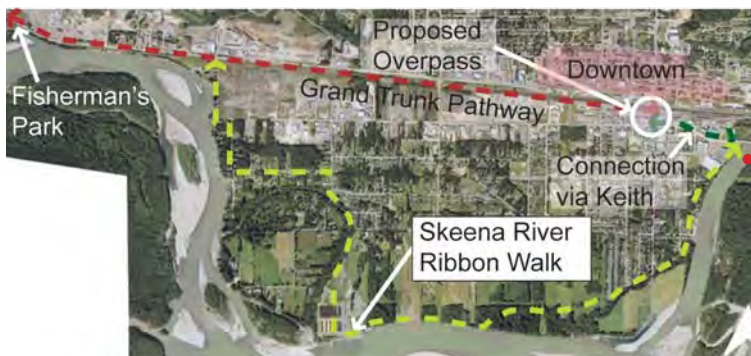 Proposed
Overpass
Downtown
Fisherman's
Park
Grand Trunk Pathway
Connection
via Keith
Skeena River
Ribbon Walk